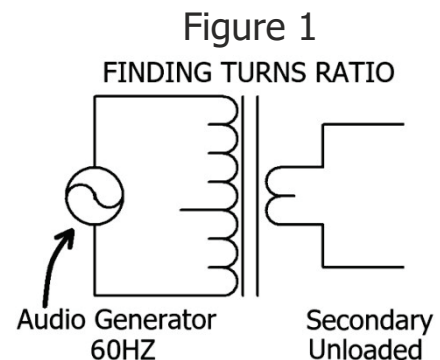 Figure 1
FINDING TURNS RATIO
Audio Generator
60HZ
Secondary
Unloaded